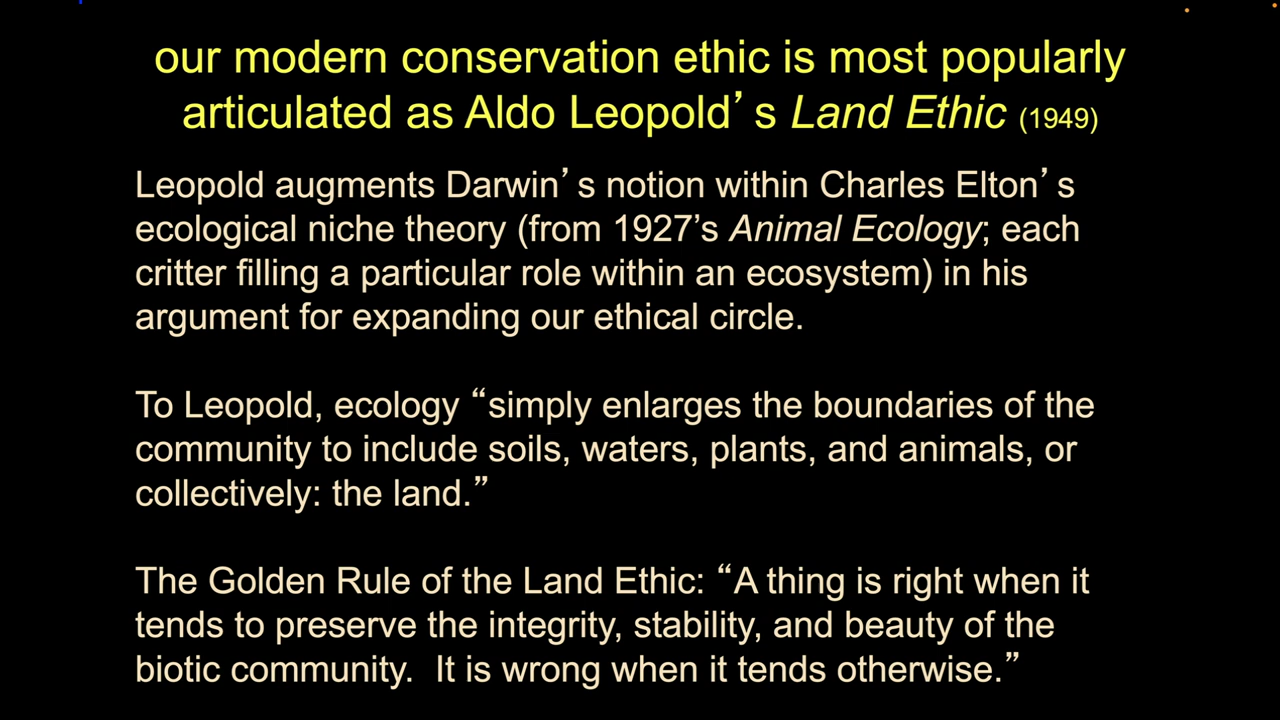 our modern conservation ethic is most popularly
articulated as Aldo Leopold’s Land Ethic (1949)
Leopold augments Darwin’s notion within Charles Elton’s
ecological niche theory (from 1927’s Animal Ecology; each
critter filling a particular role within an ecosystem) in his
argument for expanding our ethical circle.
To Leopold, ecology “simply enlarges the boundaries of the
community to include soils, waters, plants, and animals, or
collectively: the land.”
The Golden Rule of the Land Ethic: “A thing is right when it
tends to preserve the integrity, stability, and beauty of the
biotic community.  It is wrong when it tends otherwise.”